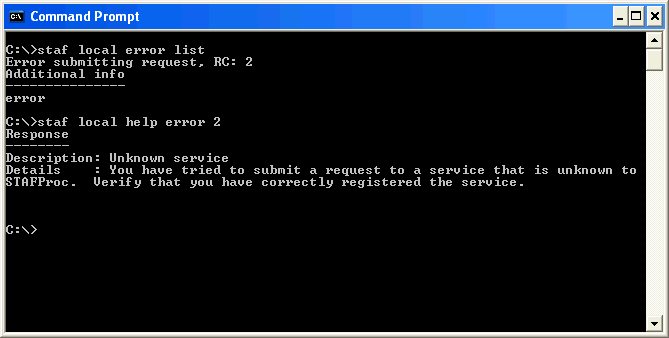 Command Prompt
C:\>staf local error list
Error submitting request, RC: 2
Additional info
---------------
error
C:\>staf local help error 2
Response
--------
Description: Unknown service
Details    : You have tried to submit a request to a service that is unknown to
STAFProc.  Verify that you have correctly registered the service.
C:\>